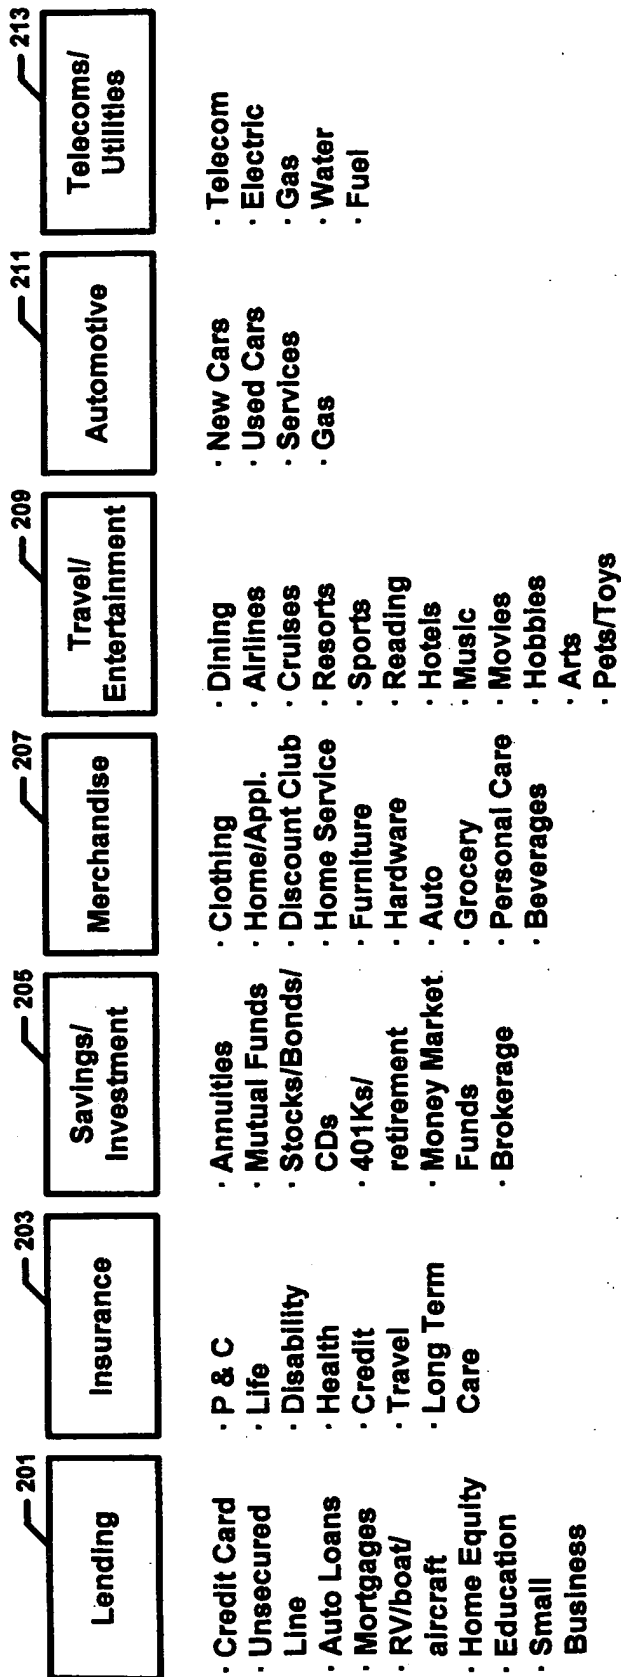 201
Lending
· Credit Card
· Unsecured
Line
· Auto Loans
· Mortgages
· RV/boat/
aircraft
· Home Equity
· Education
· Small
Business
203
Insurance
· P & C
· Life
· Disability
· Health
· Credit
· Travel
· Long Term
Care
205
Savings/
Investment
· Annuities
· Mutual Funds
· Stocks/Bonds/
CDs
· 401Ks/
retirement
· Money Market
Funds
· Brokerage
207
Merchandise
· Clothing
· Home/Appl.
· Discount Club
· Home Service
· Furniture
· Hardware
· Auto
· Grocery
· Personal Care
· Beverages
209
Travel/
Entertainment
· Dining
· Airlines
· Cruises
· Resorts
· Sports
· Reading
· Hotels
· Music
· Movies
· Hobbies
· Arts
· Pets/Toys
211
Automotive
· New Cars
· Used Cars
· Services
· Gas
213
Telecoms/
Utilities
· Telecom
· Electric
· Gas
· Water
· Fuel